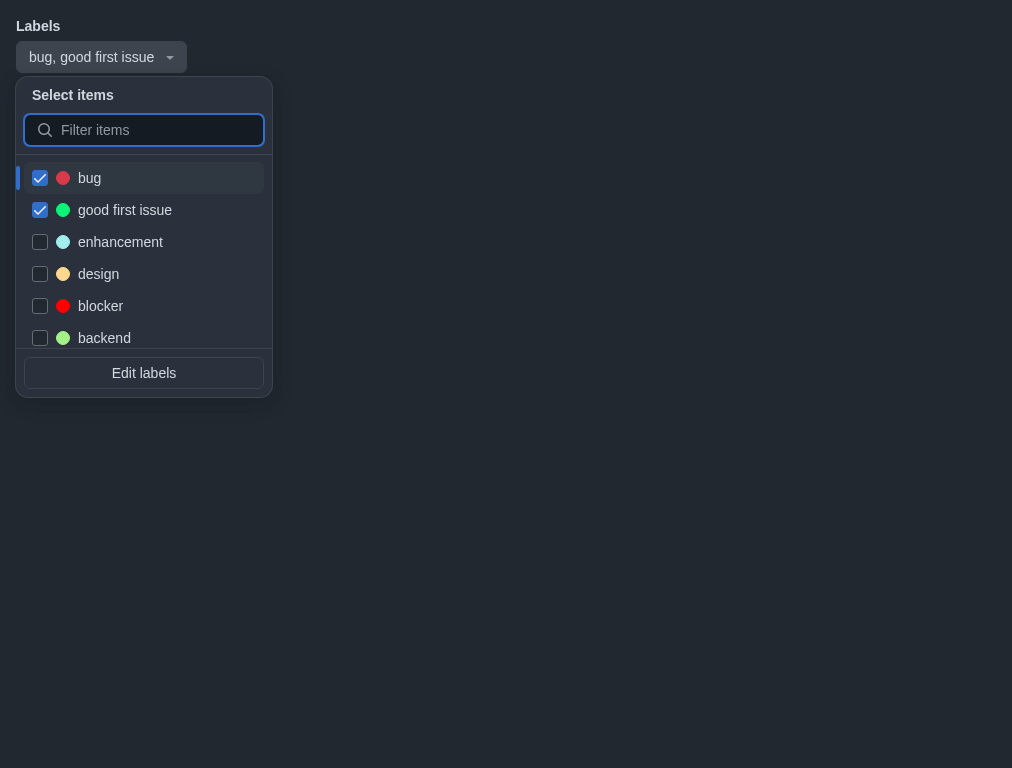 Labels
bug, good first issue
Select items
Filter items
bug
good first issue
enhancement
design
blocker
backend
Edit labels